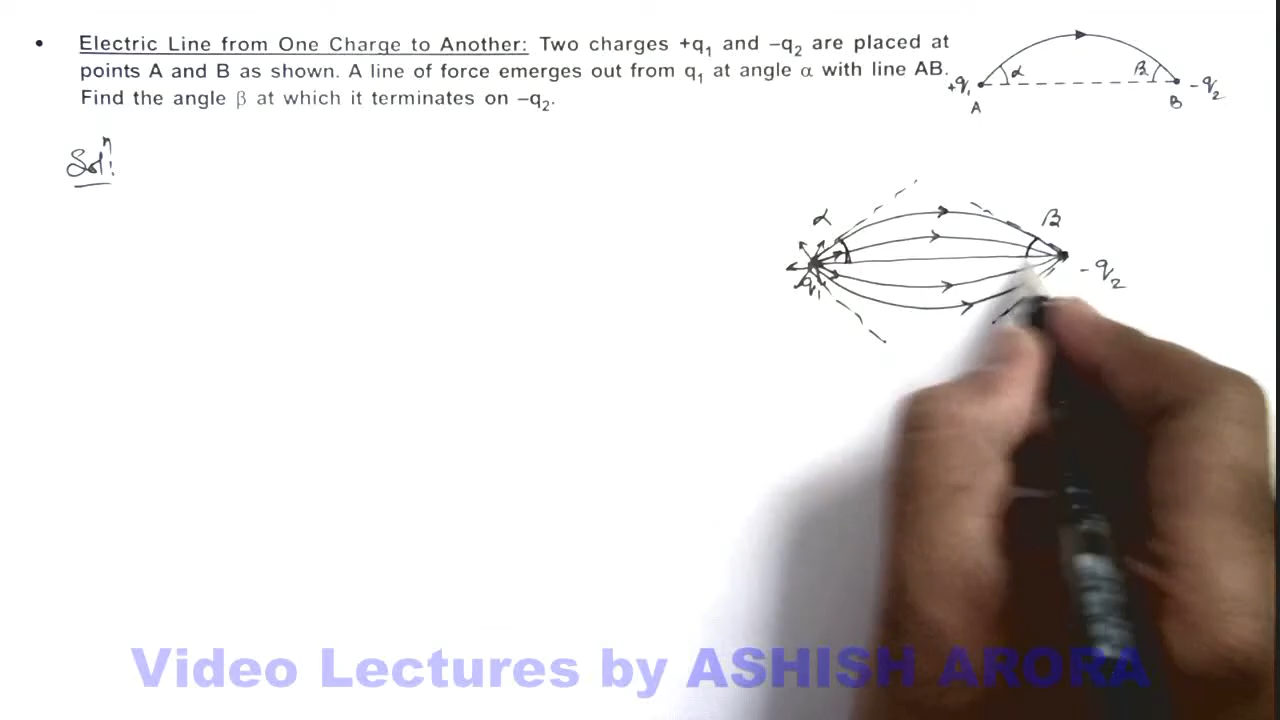 • Electric Line from One Charge to Another: Two charges +q₁ and –q₂ are placed at
points A and B as shown. A line of force emerges out from q₁ at angle α with line AB.
Find the angle β at which it terminates on –q₂.
α β
+q₁ - q₂
A B
Solⁿ:
α β
q₁ - q₂
Video Lectures by ASHISH ARORA